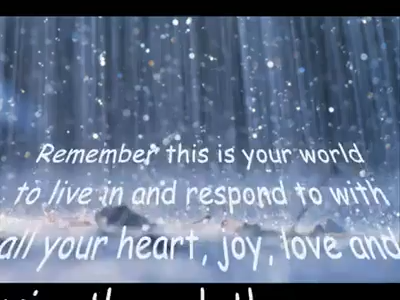 Remember this is your world
to live in and respond to with
all your heart, joy, love and